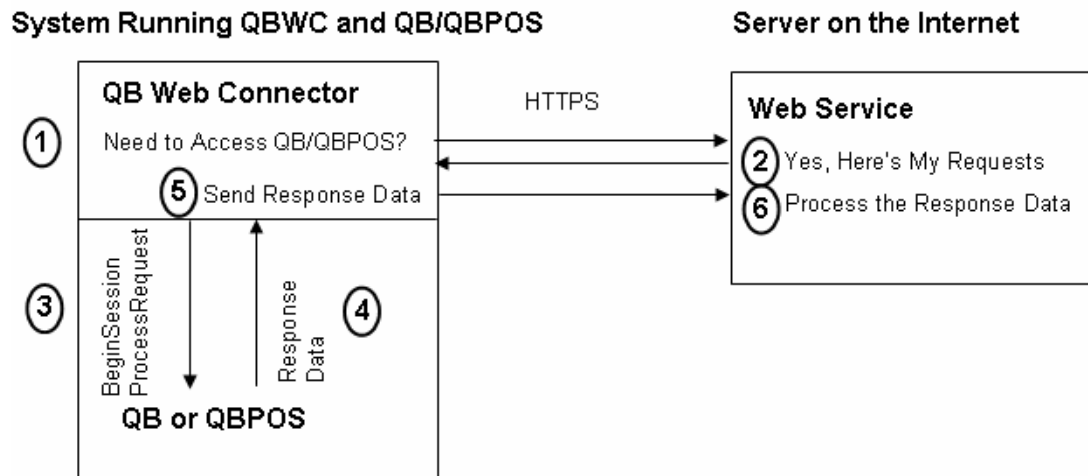 System Running QBWC and QB/QBPOS
Server on the Internet
QB Web Connector
HTTPS
Web Service
1 Need to Access QB/QBPOS?
2 Yes, Here's My Requests
5 Send Response Data
6 Process the Response Data
3 BeginSession
ProcessRequest
Response
Data
4
QB or QBPOS